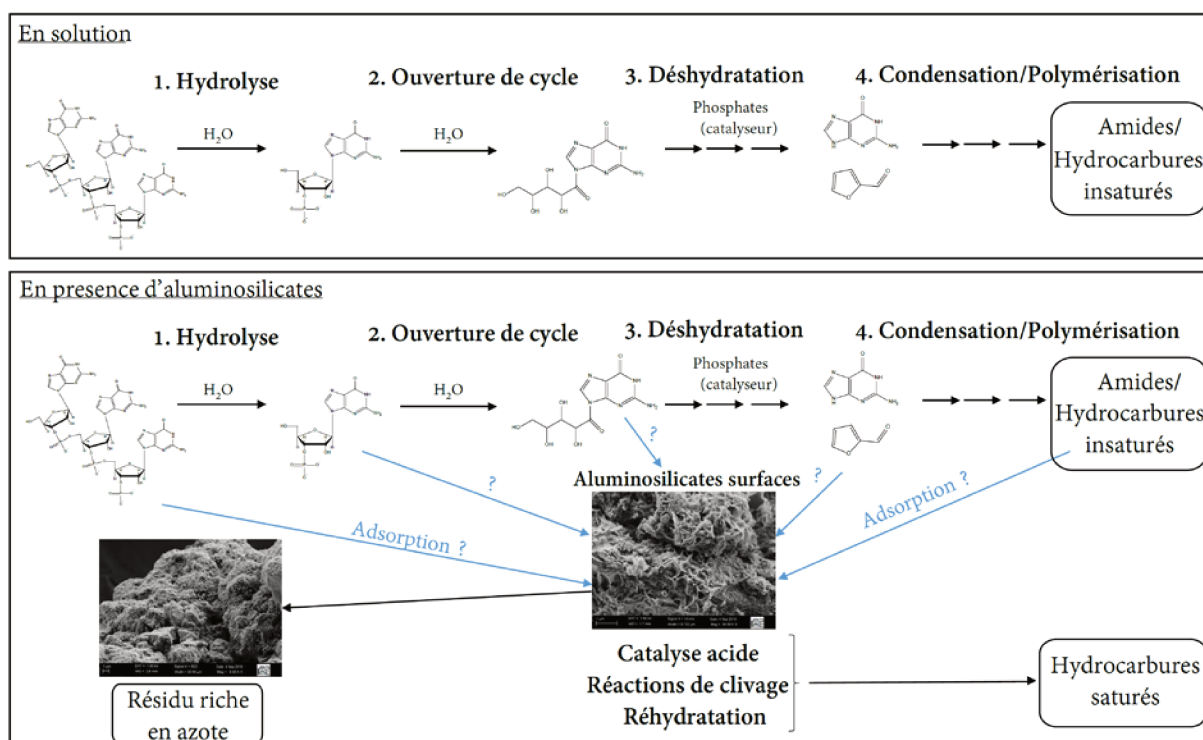 En solution
1. Hydrolyse
2. Ouverture de cycle
3. Déshydratation
4. Condensation/Polymérisation
H₂O
H₂O
Phosphates
(catalyseur)
Amides/
Hydrocarbures
insaturés
En presence d'aluminosilicates
1. Hydrolyse
2. Ouverture de cycle
3. Déshydratation
4. Condensation/Polymérisation
H₂O
H₂O
Phosphates
(catalyseur)
Amides/
Hydrocarbures
insaturés
?
Aluminosilicates surfaces
?
?
Adsorption ?
Adsorption ?
Catalyse acide
Réactions de clivage
Réhydratation
Hydrocarbures
saturés
Résidu riche
en azote